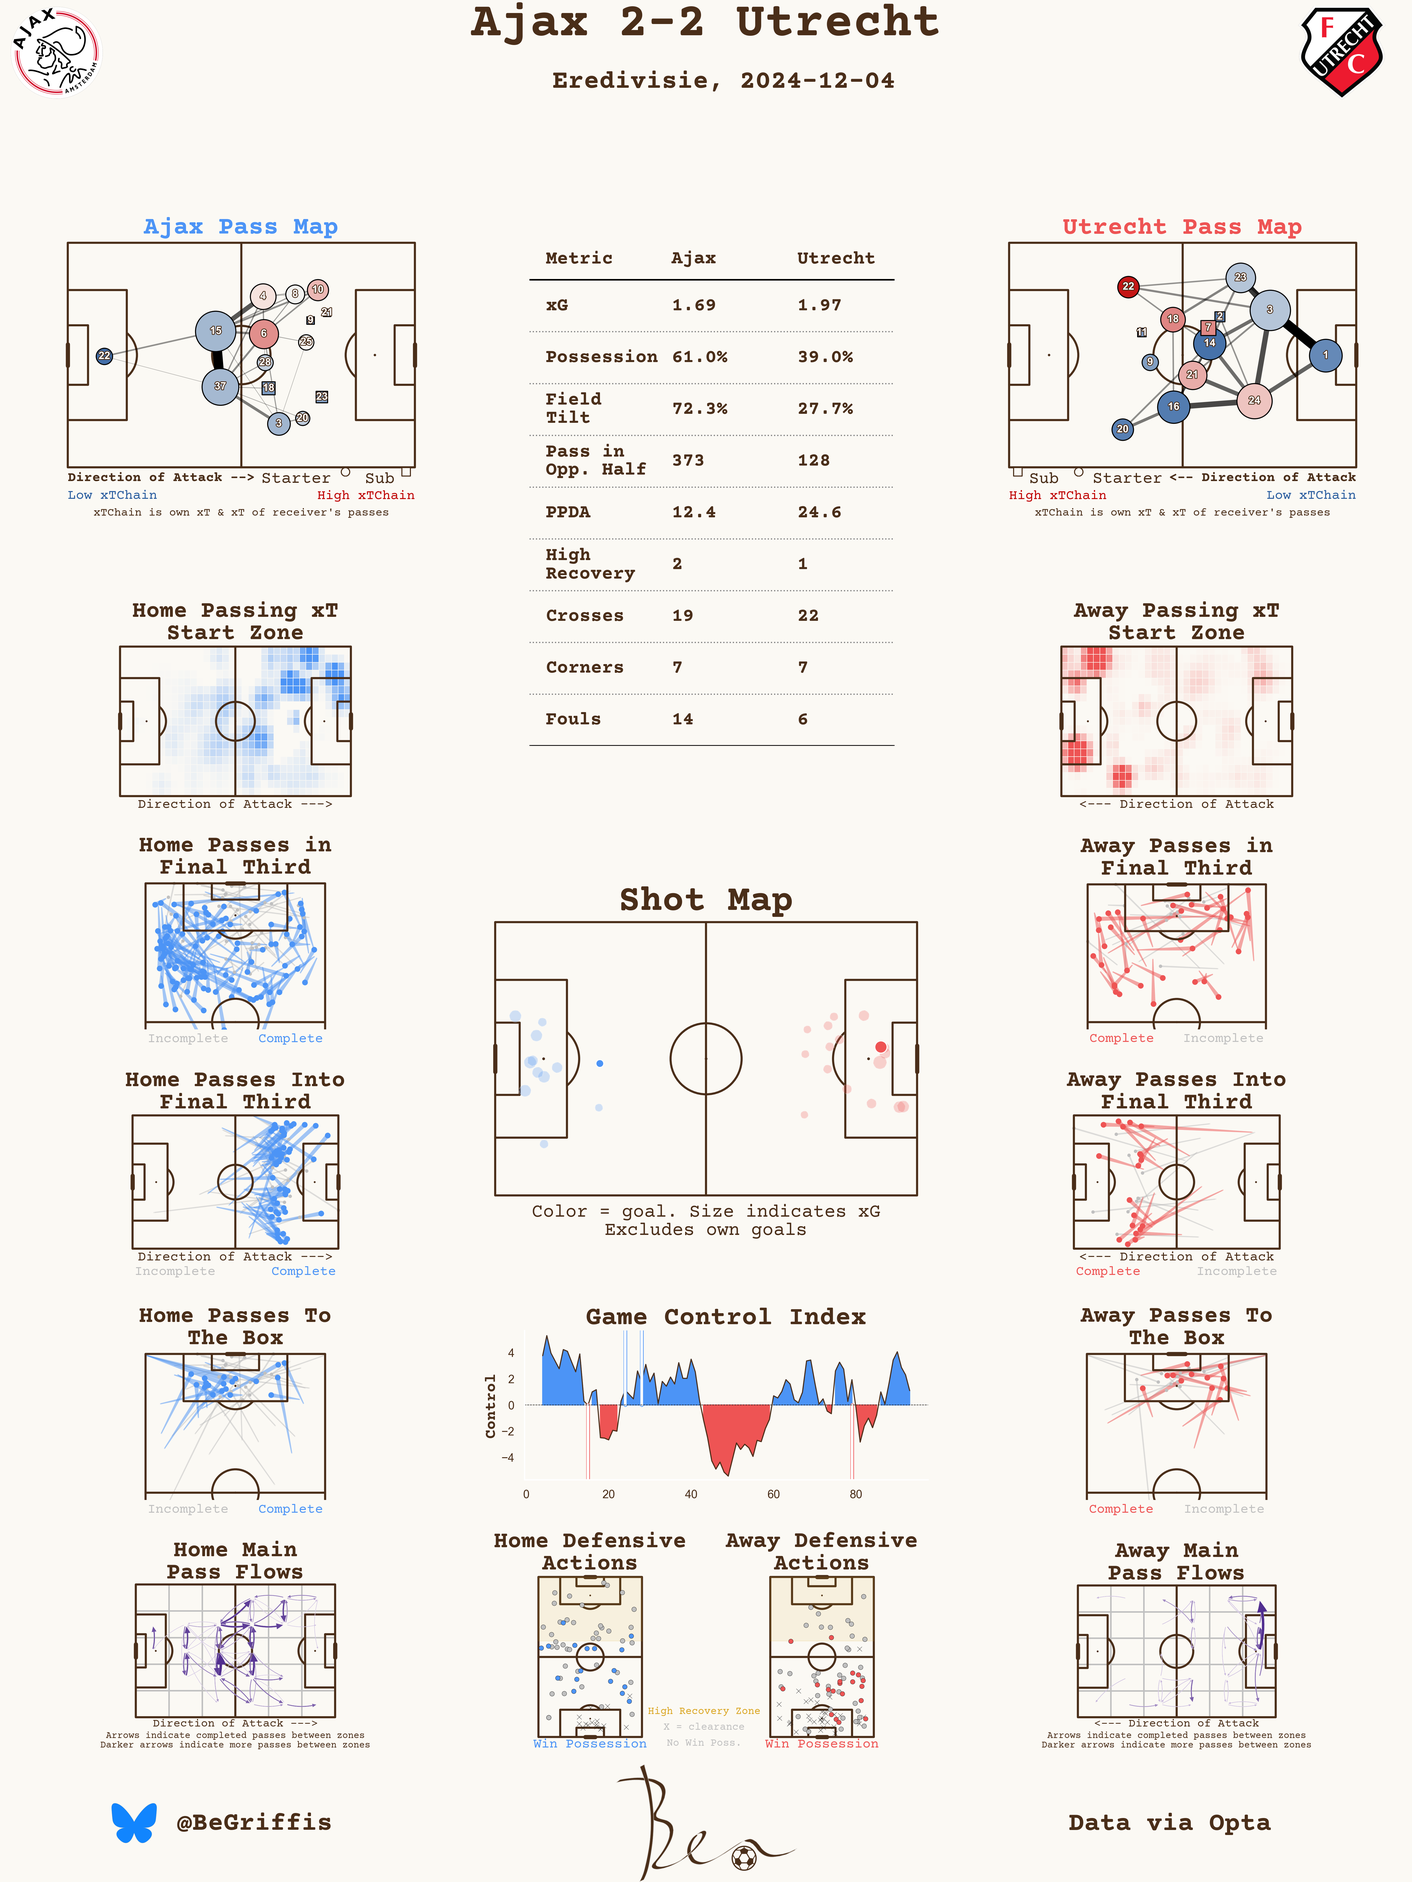 Ajax 2-2 Utrecht
Eredivisie, 2024-12-04
AJAX
AMSTERDAM
F
UTRECHT
C
Ajax Pass Map
22
15
37
4
8
10
21
9
6
25
28
18
23
3
20
Direction of Attack --> Starter Sub
Low xTChain High xTChain
xTChain is own xT & xT of receiver's passes
Metric Ajax Utrecht
xG 1.69 1.97
Possession 61.0% 39.0%
Field
Tilt 72.3% 27.7%
Pass in
Opp. Half 373 128
PPDA 12.4 24.6
High
Recovery 2 1
Crosses 19 22
Corners 7 7
Fouls 14 6
Utrecht Pass Map
22
23
3
18
2
7
11
14
1
9
21
24
16
20
Sub Starter <-- Direction of Attack
High xTChain Low xTChain
xTChain is own xT & xT of receiver's passes
Home Passing xT
Start Zone
Direction of Attack --->
Away Passing xT
Start Zone
<--- Direction of Attack
Home Passes in
Final Third
Incomplete Complete
Away Passes in
Final Third
Complete Incomplete
Shot Map
Color = goal. Size indicates xG
Excludes own goals
Home Passes Into
Final Third
Direction of Attack --->
Incomplete Complete
Away Passes Into
Final Third
<--- Direction of Attack
Complete Incomplete
Home Passes To
The Box
Incomplete Complete
Game Control Index
Control
4
2
0
−2
−4
0 20 40 60 80
Away Passes To
The Box
Complete Incomplete
Home Main
Pass Flows
Direction of Attack --->
Arrows indicate completed passes between zones
Darker arrows indicate more passes between zones
Home Defensive
Actions
Win Possession
Away Defensive
Actions
Win Possession
High Recovery Zone
X = clearance
No Win Poss.
Away Main
Pass Flows
<--- Direction of Attack
Arrows indicate completed passes between zones
Darker arrows indicate more passes between zones
@BeGriffis
Ben
Data via Opta